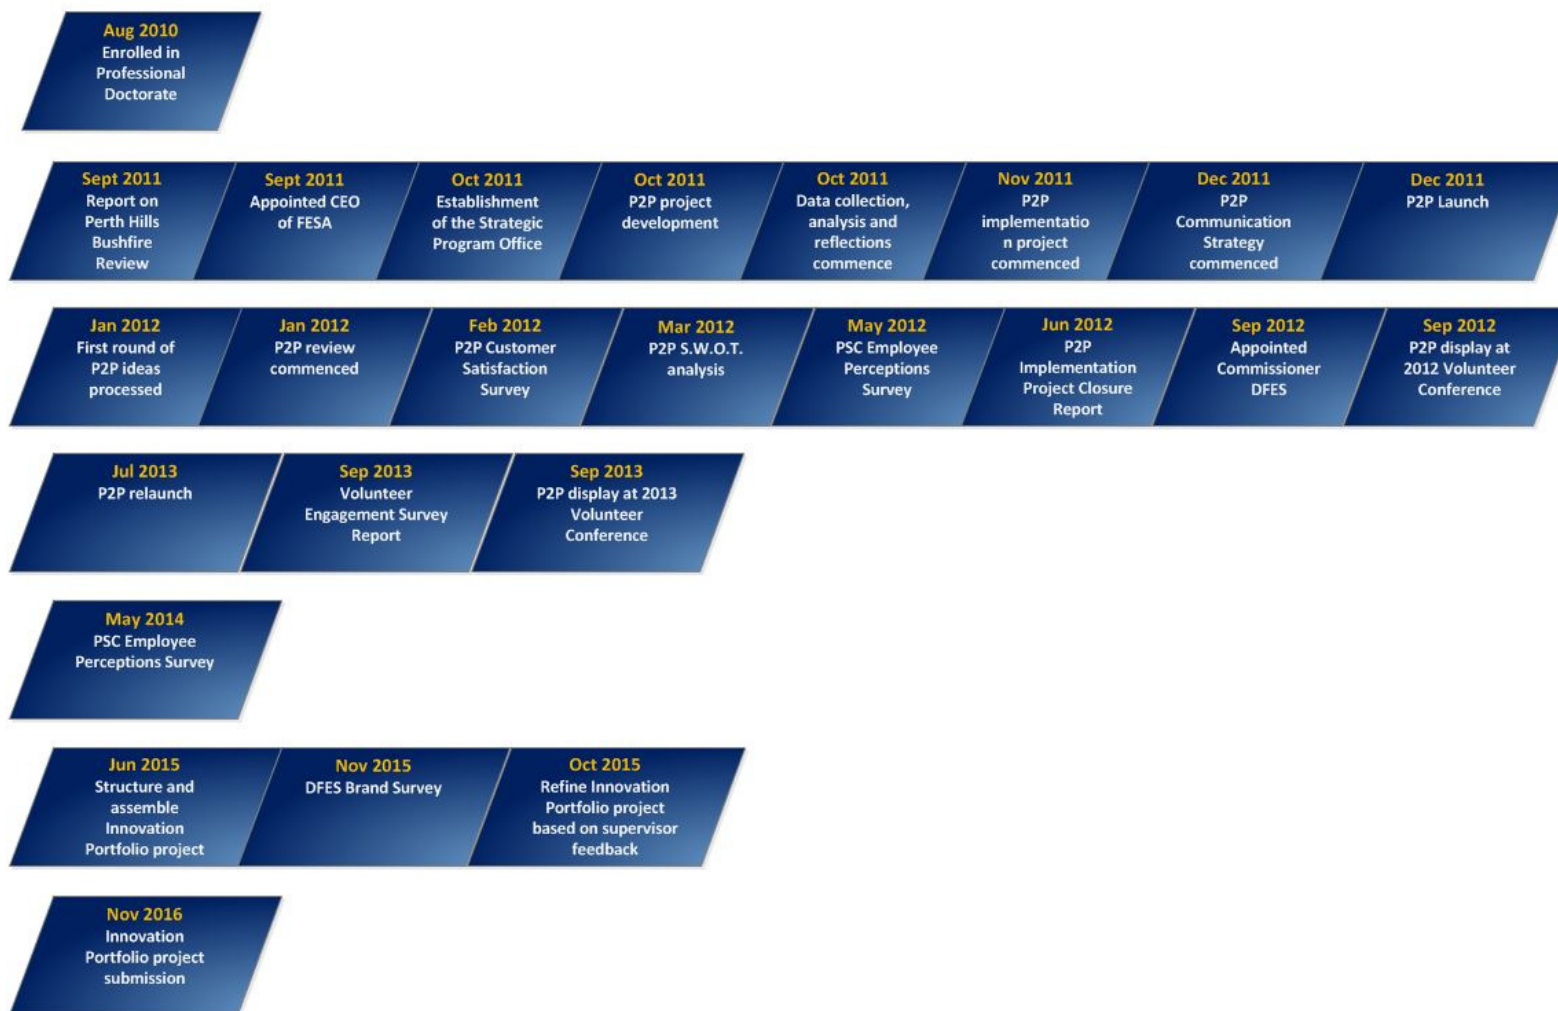 Aug 2010
Enrolled in
Professional
Doctorate
Sept 2011
Report on
Perth Hills
Bushfire
Review
Sept 2011
Appointed CEO
of FESA
Oct 2011
Establishment
of the Strategic
Program Office
Oct 2011
P2P project
development
Oct 2011
Data collection,
analysis and
reflections
commence
Nov 2011
P2P
implementatio
n project
commenced
Dec 2011
P2P
Communication
Strategy
commenced
Dec 2011
P2P Launch
Jan 2012
First round of
P2P ideas
processed
Jan 2012
P2P review
commenced
Feb 2012
P2P Customer
Satisfaction
Survey
Mar 2012
P2P S.W.O.T.
analysis
May 2012
PSC Employee
Perceptions
Survey
Jun 2012
P2P
Implementation
Project Closure
Report
Sep 2012
Appointed
Commissioner
DFES
Sep 2012
P2P display at
2012 Volunteer
Conference
Jul 2013
P2P relaunch
Sep 2013
Volunteer
Engagement Survey
Report
Sep 2013
P2P display at 2013
Volunteer
Conference
May 2014
PSC Employee
Perceptions Survey
Jun 2015
Structure and
assemble
Innovation
Portfolio project
Nov 2015
DFES Brand Survey
Oct 2015
Refine Innovation
Portfolio project
based on supervisor
feedback
Nov 2016
Innovation
Portfolio project
submission